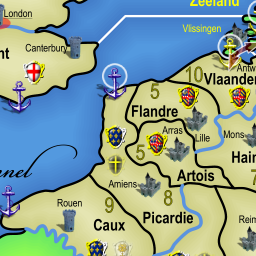 Zeeland
London
Vlissingen
Canterbury
nt
Antw
10
Vlaander
5
Flandre
Arras
Lille
Mons
5
Hain
nnel
Artois
Amiens
7
8
Rouen
9
Caux
Picardie
Reim